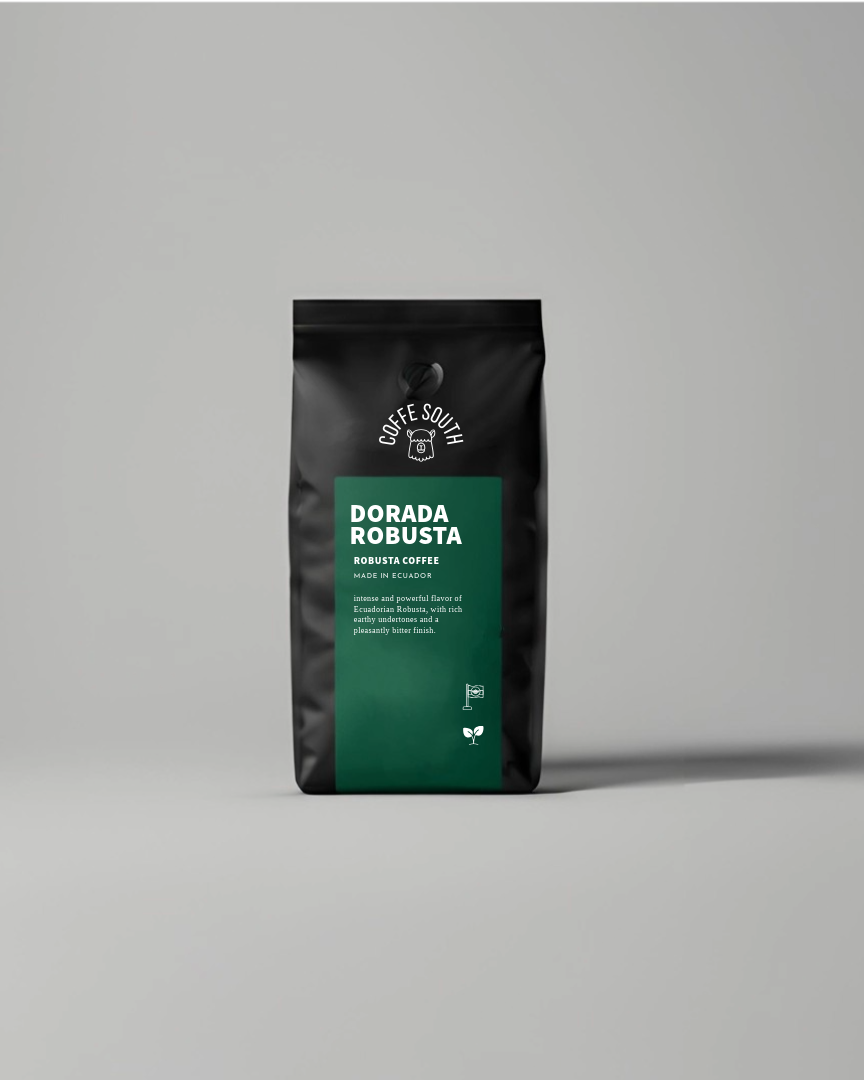 COFFE SOUTH
DORADA
ROBUSTA
ROBUSTA COFFEE
MADE IN ECUADOR
intense and powerful flavor of
Ecuadorian Robusta, with rich
earthy undertones and a
pleasantly bitter finish.